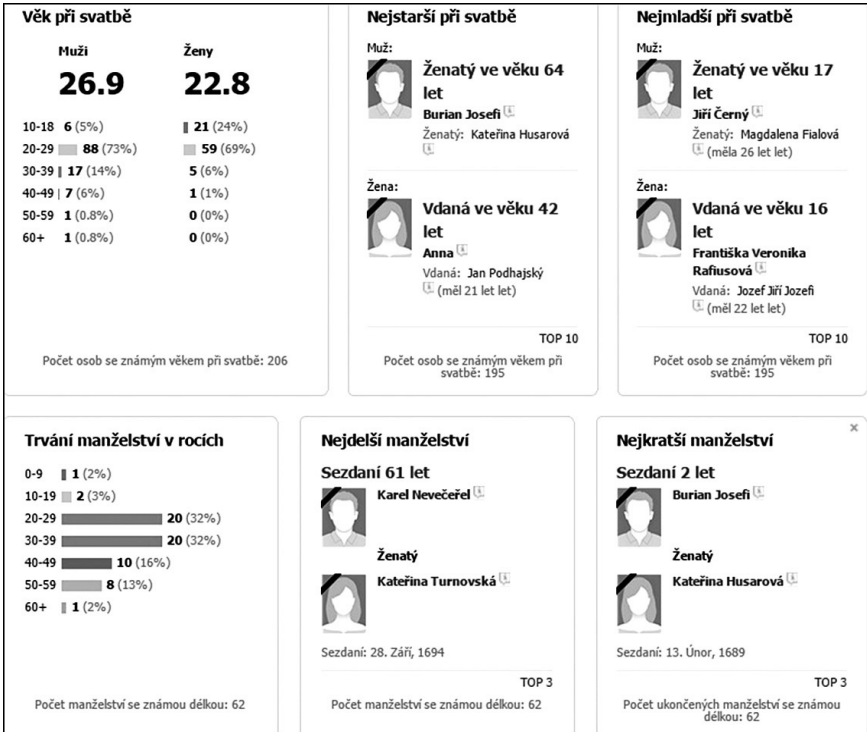 Věk při svatbě
Muži Ženy
26.9 22.8
10-18 6 (5%) 21 (24%)
20-29 88 (73%) 59 (69%)
30-39 17 (14%) 5 (6%)
40-49 7 (6%) 1 (1%)
50-59 1 (0.8%) 0 (0%)
60+ 1 (0.8%) 0 (0%)
Počet osob se známým věkem při svatbě: 206
Nejstarší při svatbě
Muž:
Ženatý ve věku 64
let
Burian Josefi
Ženatý: Kateřina Husarová
Žena:
Vdaná ve věku 42
let
Anna
Vdaná: Jan Podhajský
(měl 21 let let)
TOP 10
Počet osob se známým věkem při
svatbě: 195
Nejmladší při svatbě
Muž:
Ženatý ve věku 17
let
Jiří Černý
Ženatý: Magdalena Fialová
(měla 26 let let)
Žena:
Vdaná ve věku 16
let
Františka Veronika
Rafiusová
Vdaná: Jozef Jiří Jozefi
(měl 22 let let)
TOP 10
Počet osob se známým věkem při
svatbě: 195
Trvání manželství v rocích
0-9 1 (2%)
10-19 2 (3%)
20-29 20 (32%)
30-39 20 (32%)
40-49 10 (16%)
50-59 8 (13%)
60+ 1 (2%)
Počet manželství se známou délkou: 62
Nejdelší manželství
Sezdaní 61 let
Karel Nevečeřel
Ženatý
Kateřina Turnovská
Sezdaní: 28. Září, 1694
TOP 3
Počet manželství se známou délkou: 62
Nejkratší manželství
Sezdaní 2 let
Burian Josefi
Ženatý
Kateřina Husarová
Sezdaní: 13. Únor, 1689
TOP 3
Počet ukončených manželství se známou
délkou: 62